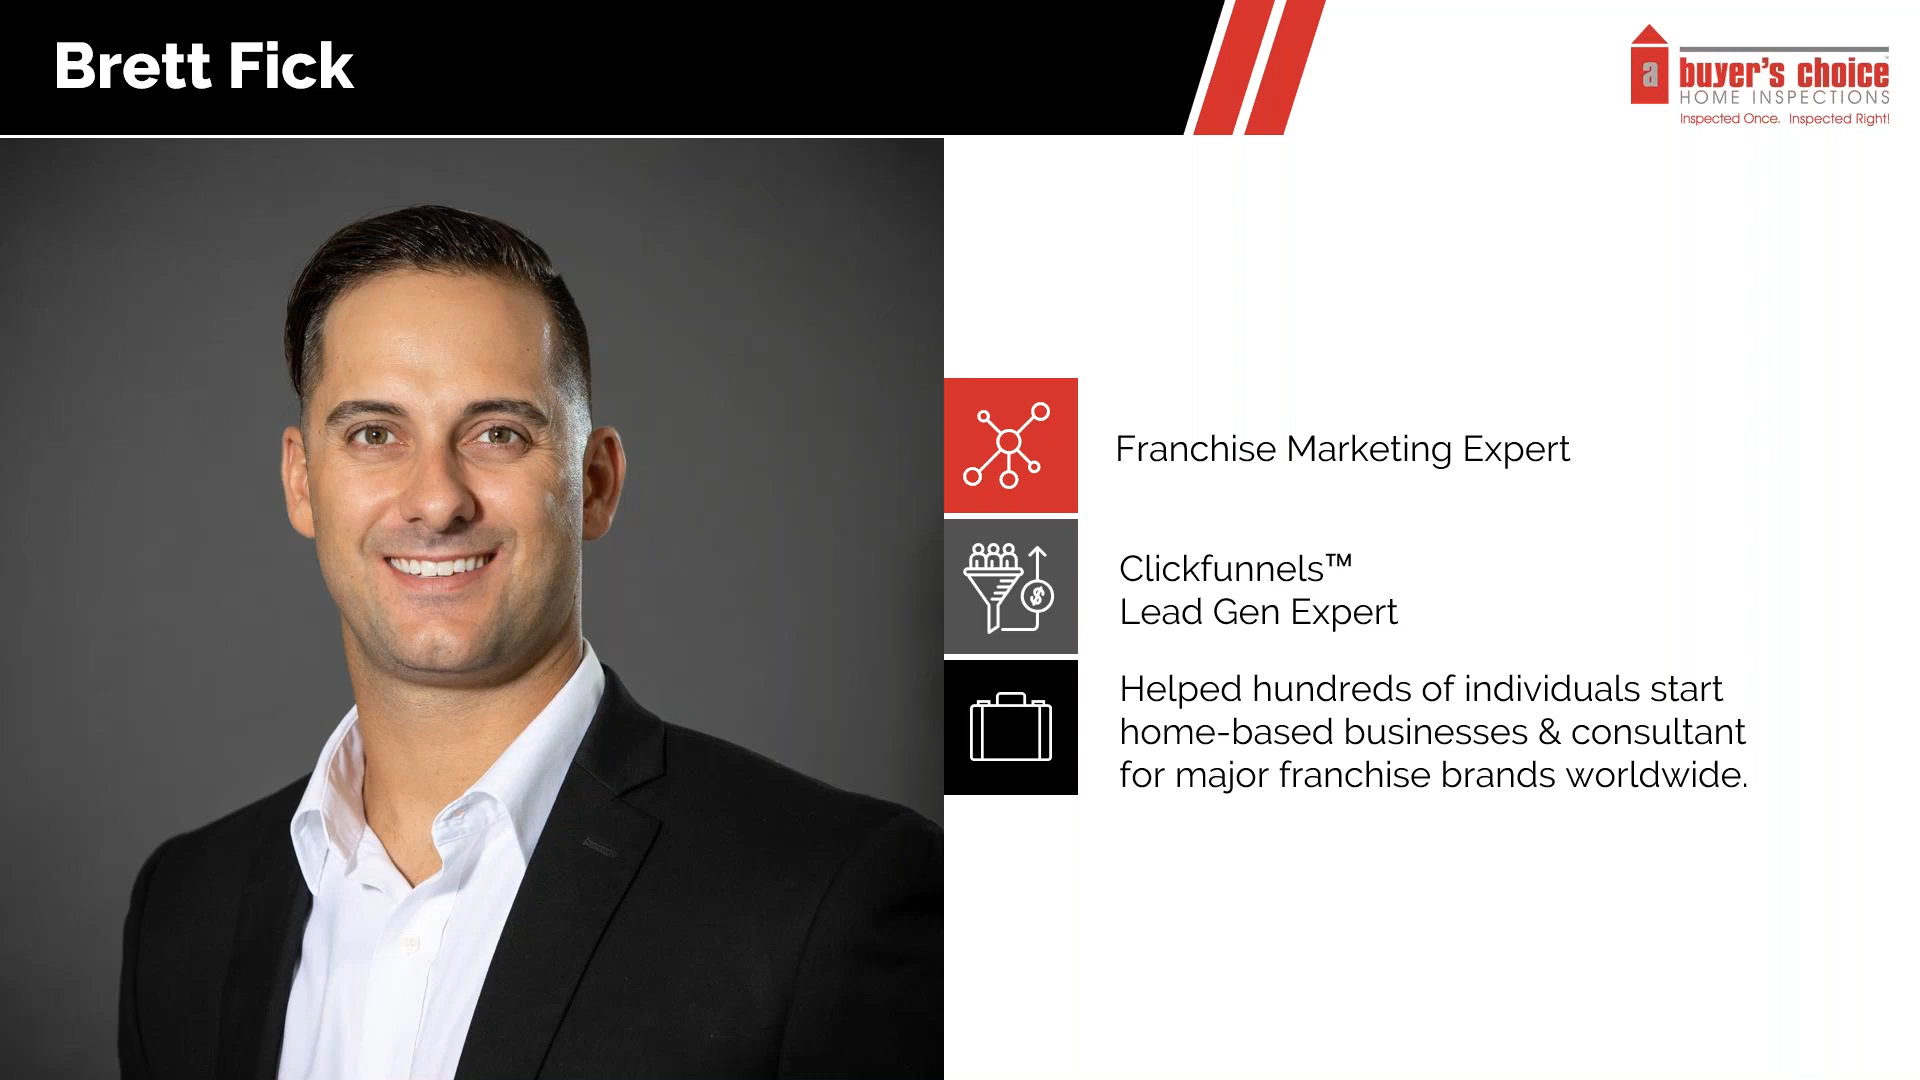 Brett Fick
a buyer's choice
HOME INSPECTIONS
Inspected Once. Inspected Right!
Franchise Marketing Expert
Clickfunnels™
Lead Gen Expert
$
Helped hundreds of individuals start
home-based businesses & consultant
for major franchise brands worldwide.